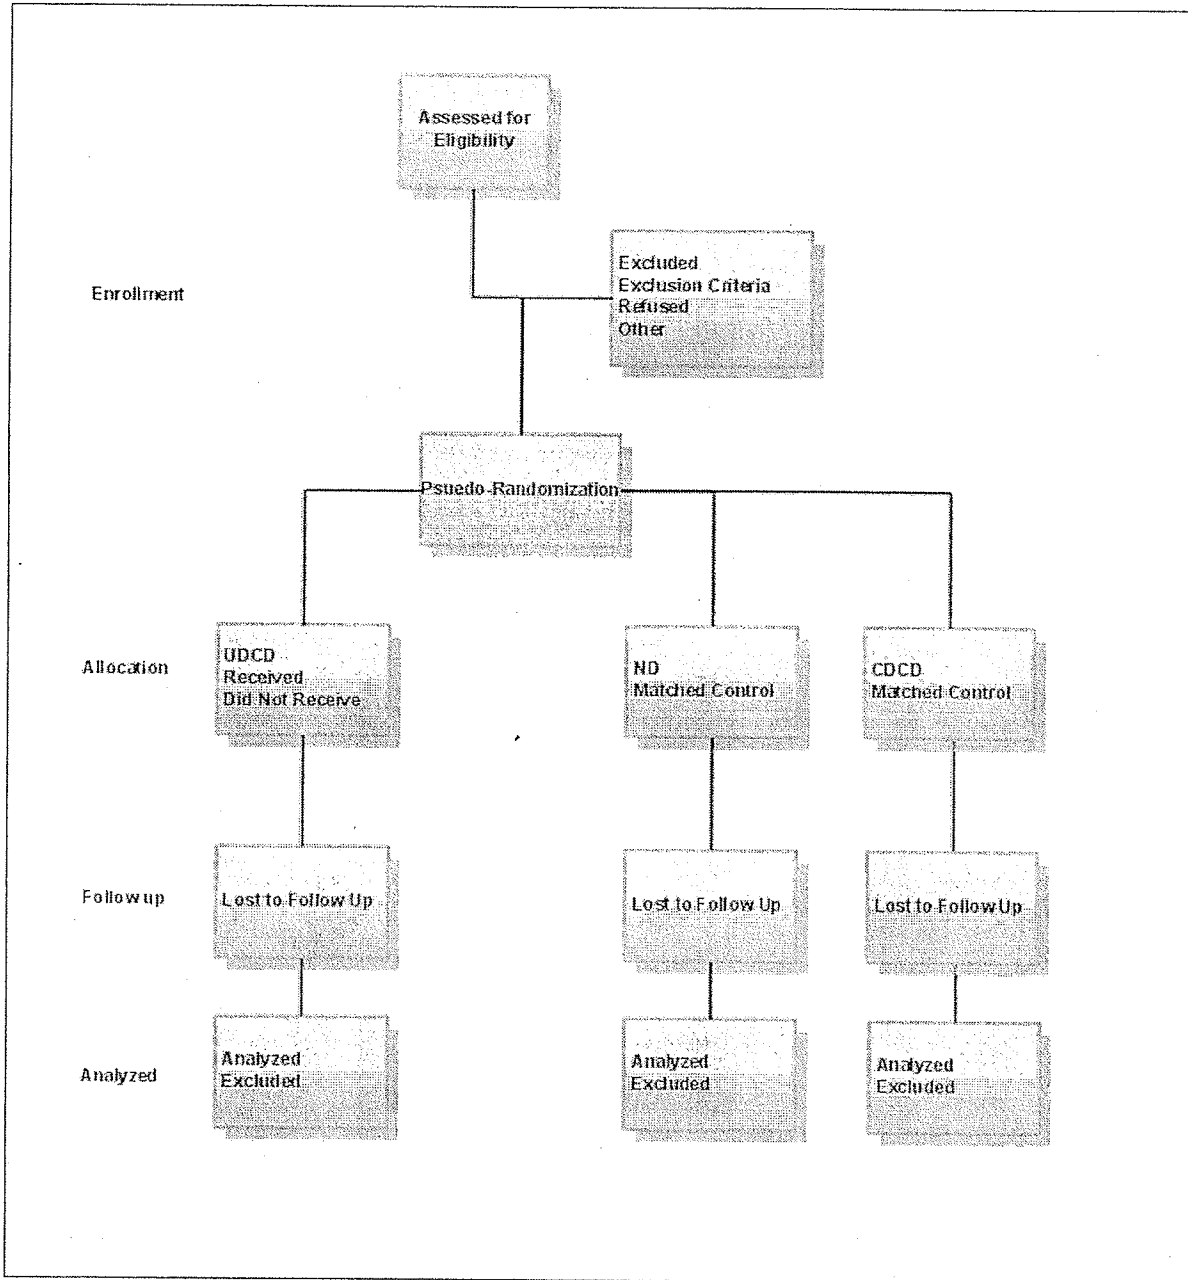 Assessed for
Eligibility
Enrollment
Excluded
Exclusion Criteria
Refused
Other
Psuedo-Randomization
Allocation
UDCD
Received
Did Not Receive
ND
Matched Control
CDCD
Matched Control
Follow up
Lost to Follow Up
Lost to Follow Up
Lost to Follow Up
Analyzed
Analyzed
Excluded
Analyzed
Excluded
Analyzed
Excluded